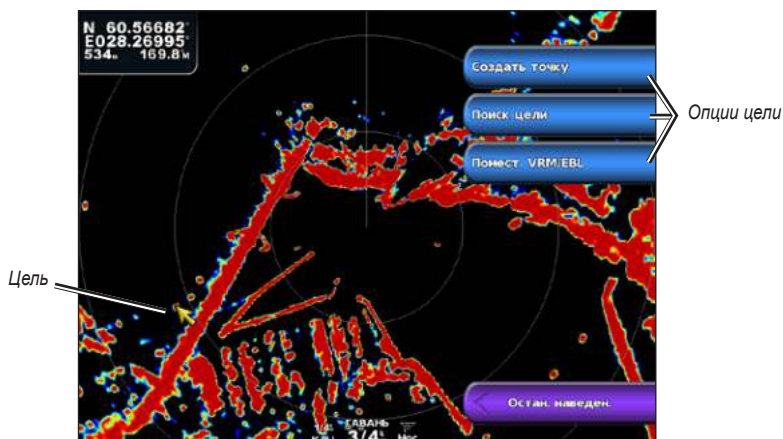 N 60.56682'
E028.26995'
534м 169.8м
Создать точку
Поиск цели
Помест. VRM/EBL
Опции цели
Цель
Остан. наведен.
ГАВАНЬ
3/4
Нос